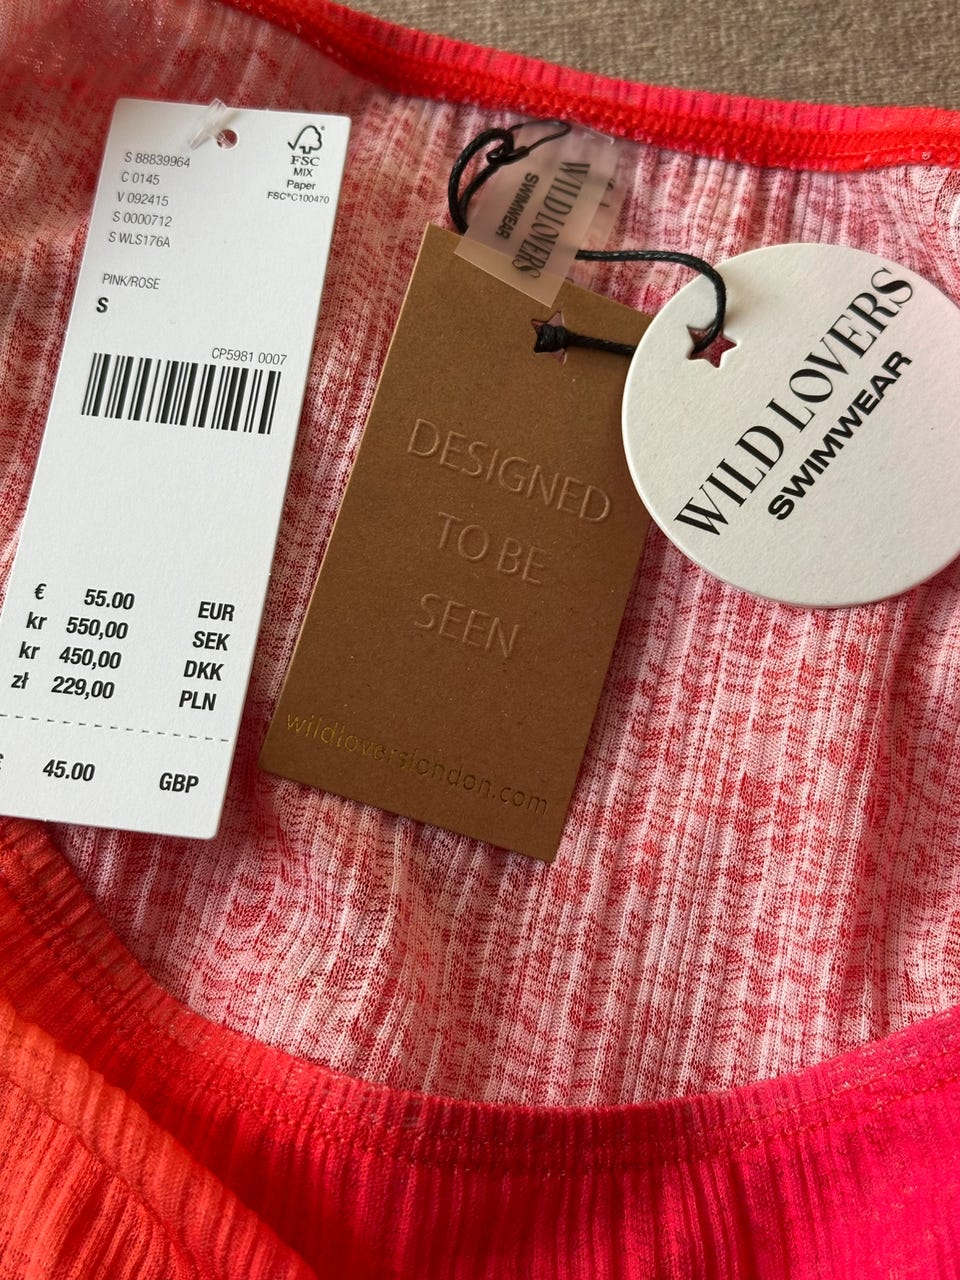 S 88839964
C 0145
V 092415
S 0000712
S WLS176A
FSC
MIX
Paper
FSC® C100470
PINK/ROSE
S
CP5981 0007
€ 55.00 EUR
kr 550,00 SEK
kr 450,00 DKK
zł 229,00 PLN
45.00 GBP
WILD LOVERS
SWIMWEAR
WILD LOVERS
DESIGNED
TO BE
SEEN
wildloverslondon.com
WILD LOVERS
SWIMWEAR